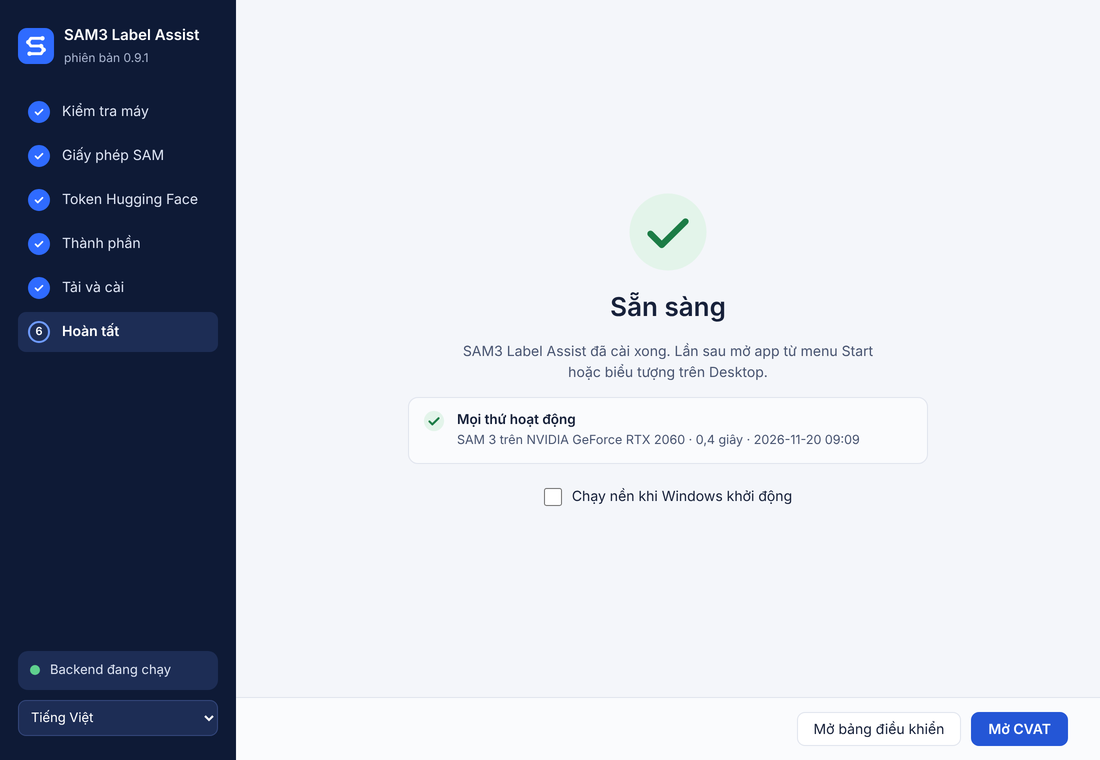 SAM3 Label Assist
phiên bản 0.9.1
Kiểm tra máy
Giấy phép SAM
Token Hugging Face
Thành phần
Tải và cài
6 Hoàn tất
Backend đang chạy
Tiếng Việt
Sẵn sàng
SAM3 Label Assist đã cài xong. Lần sau mở app từ menu Start
hoặc biểu tượng trên Desktop.
Mọi thứ hoạt động
SAM 3 trên NVIDIA GeForce RTX 2060 · 0,4 giây · 2026-11-20 09:09
Chạy nền khi Windows khởi động
Mở bảng điều khiển
Mở CVAT